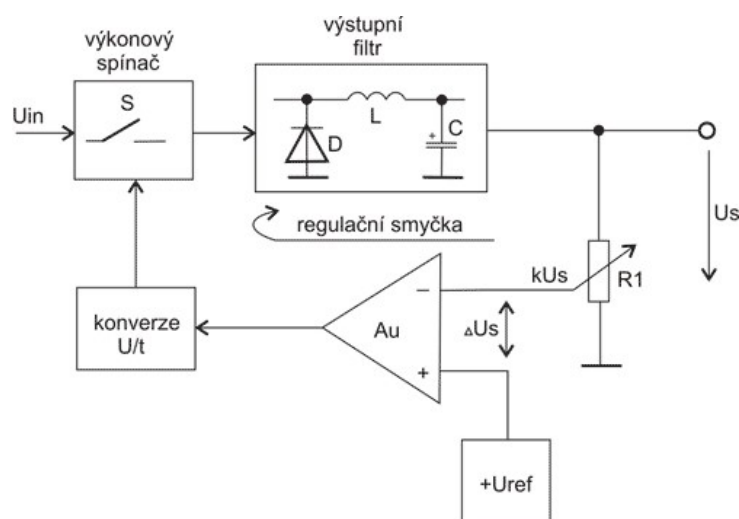 výkonový
spínač
výstupní
filtr
Uin
S
L
D
+
C
Us
regulační smyčka
kUs
R1
konverze
U/t
Au
−
+
ΔUs
+Uref